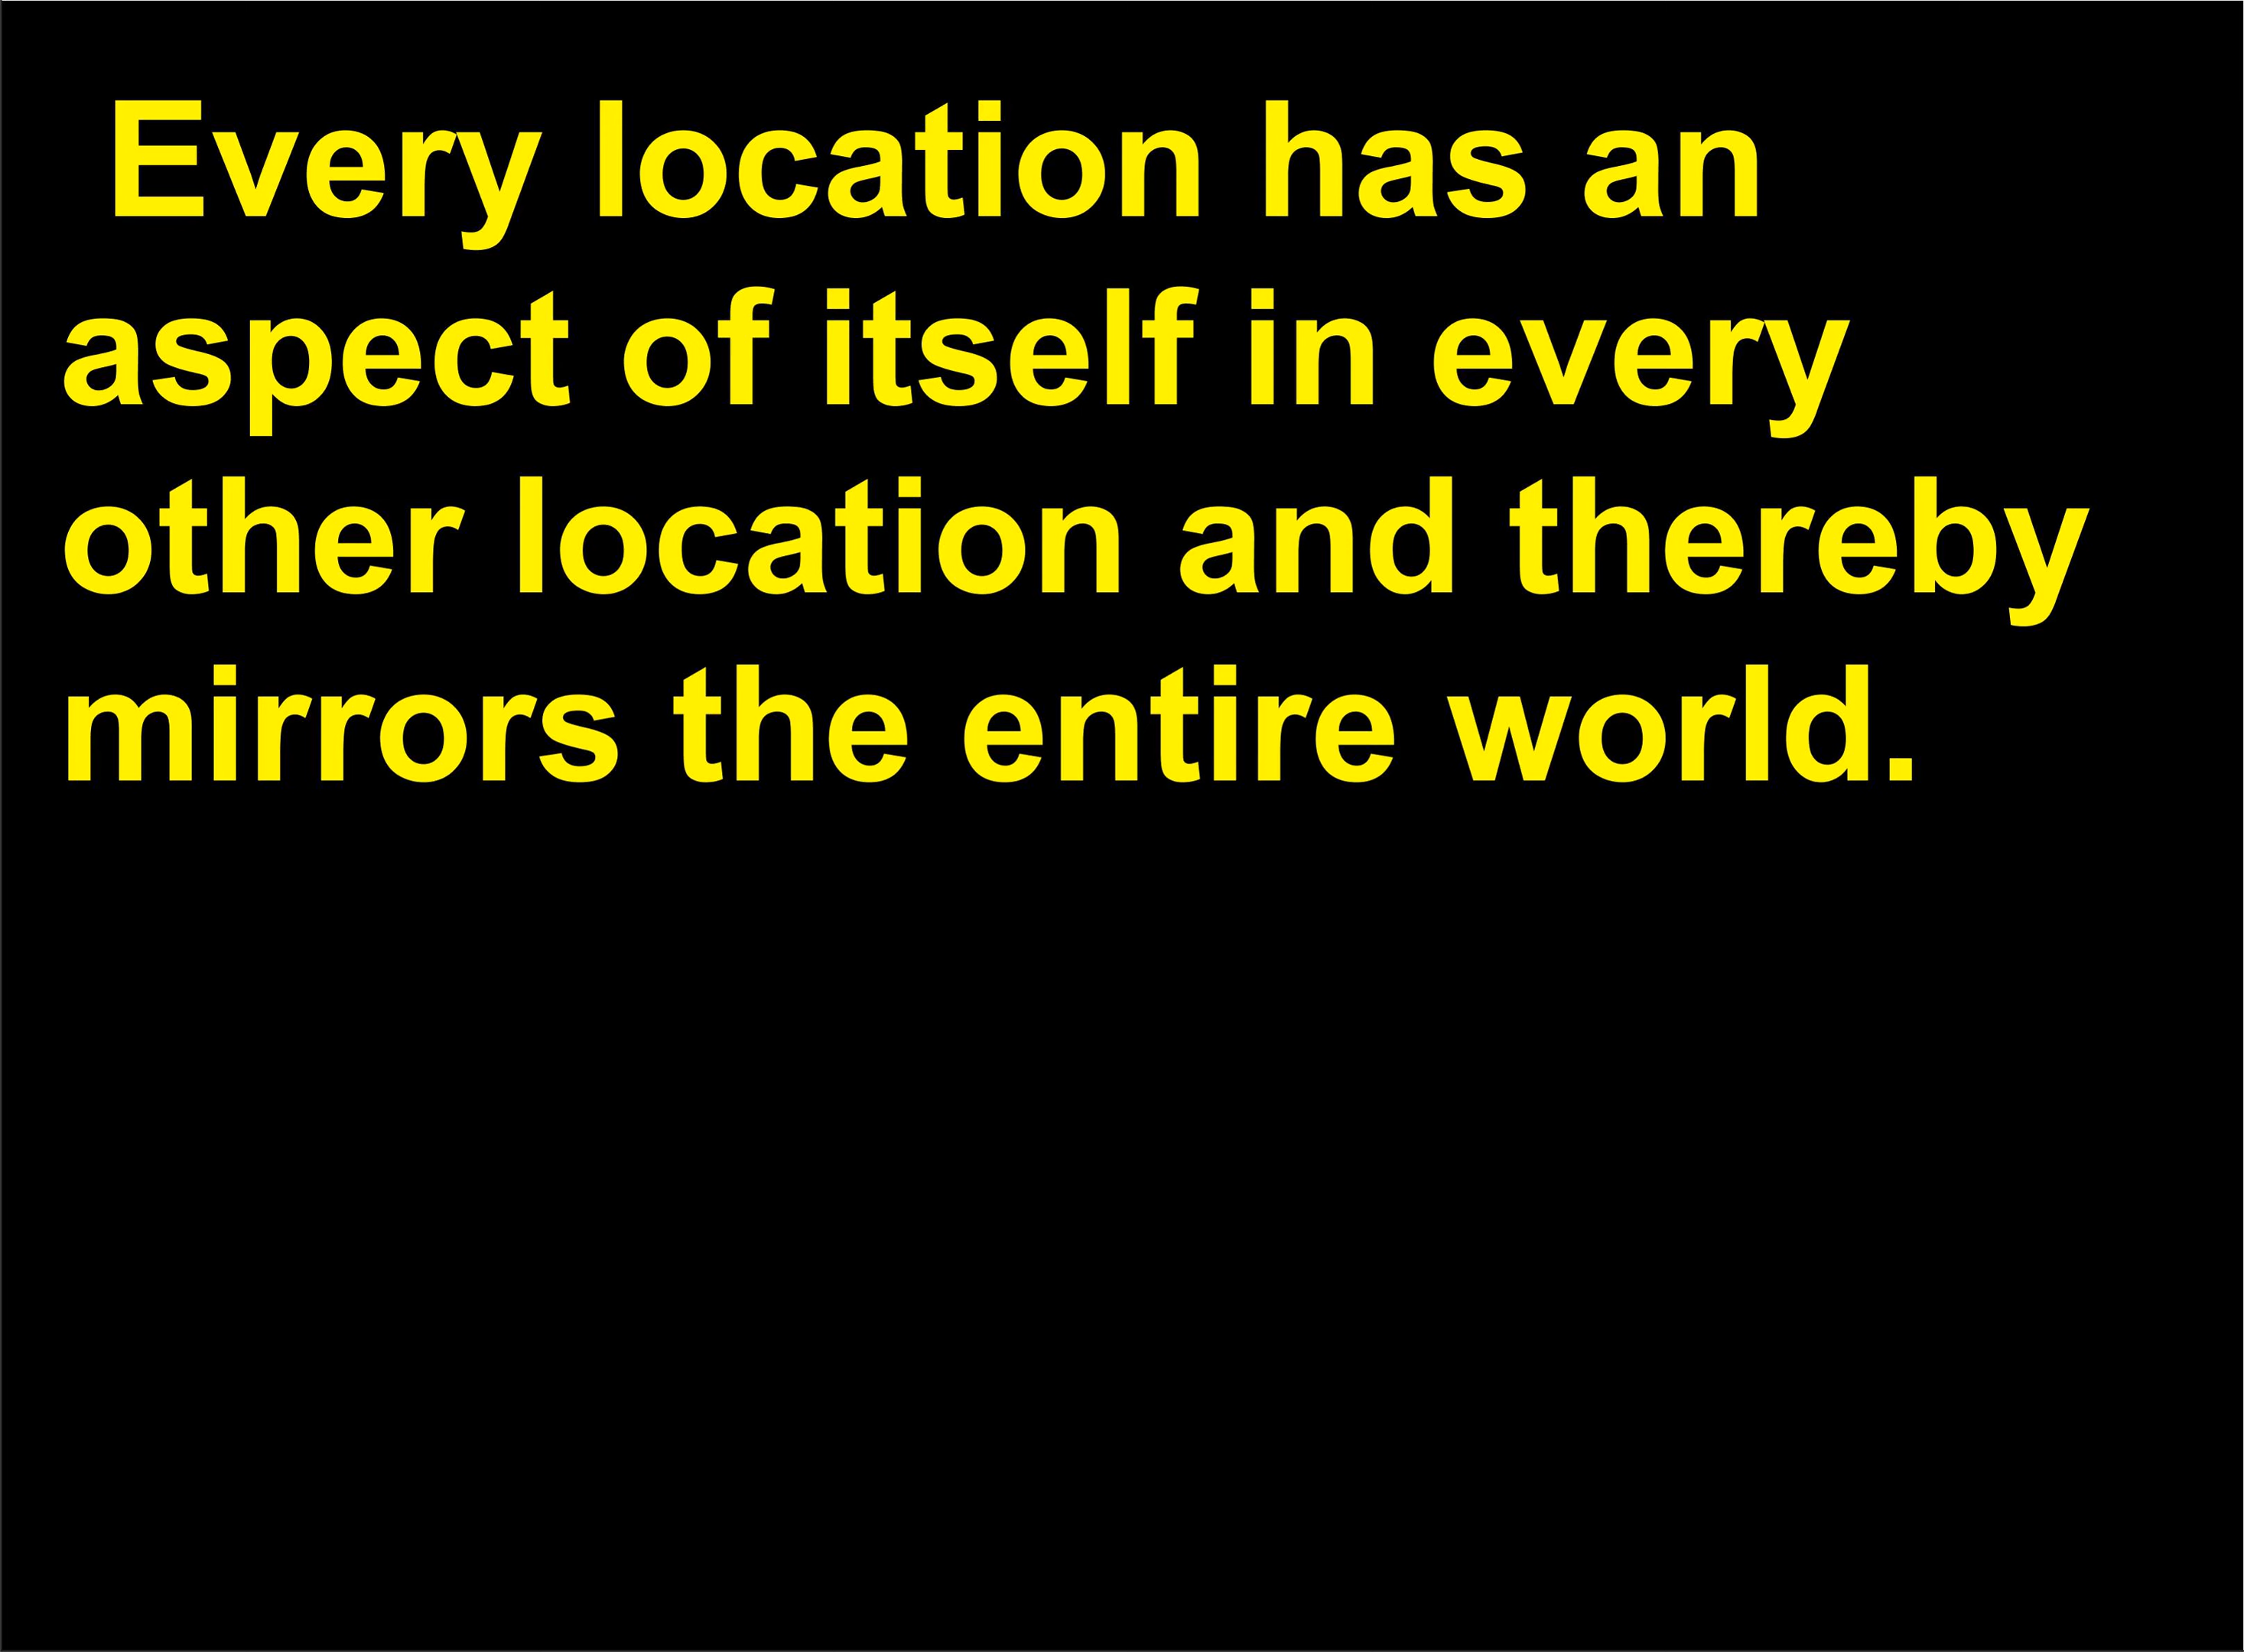 Every location has an
aspect of itself in every
other location and thereby
mirrors the entire world.